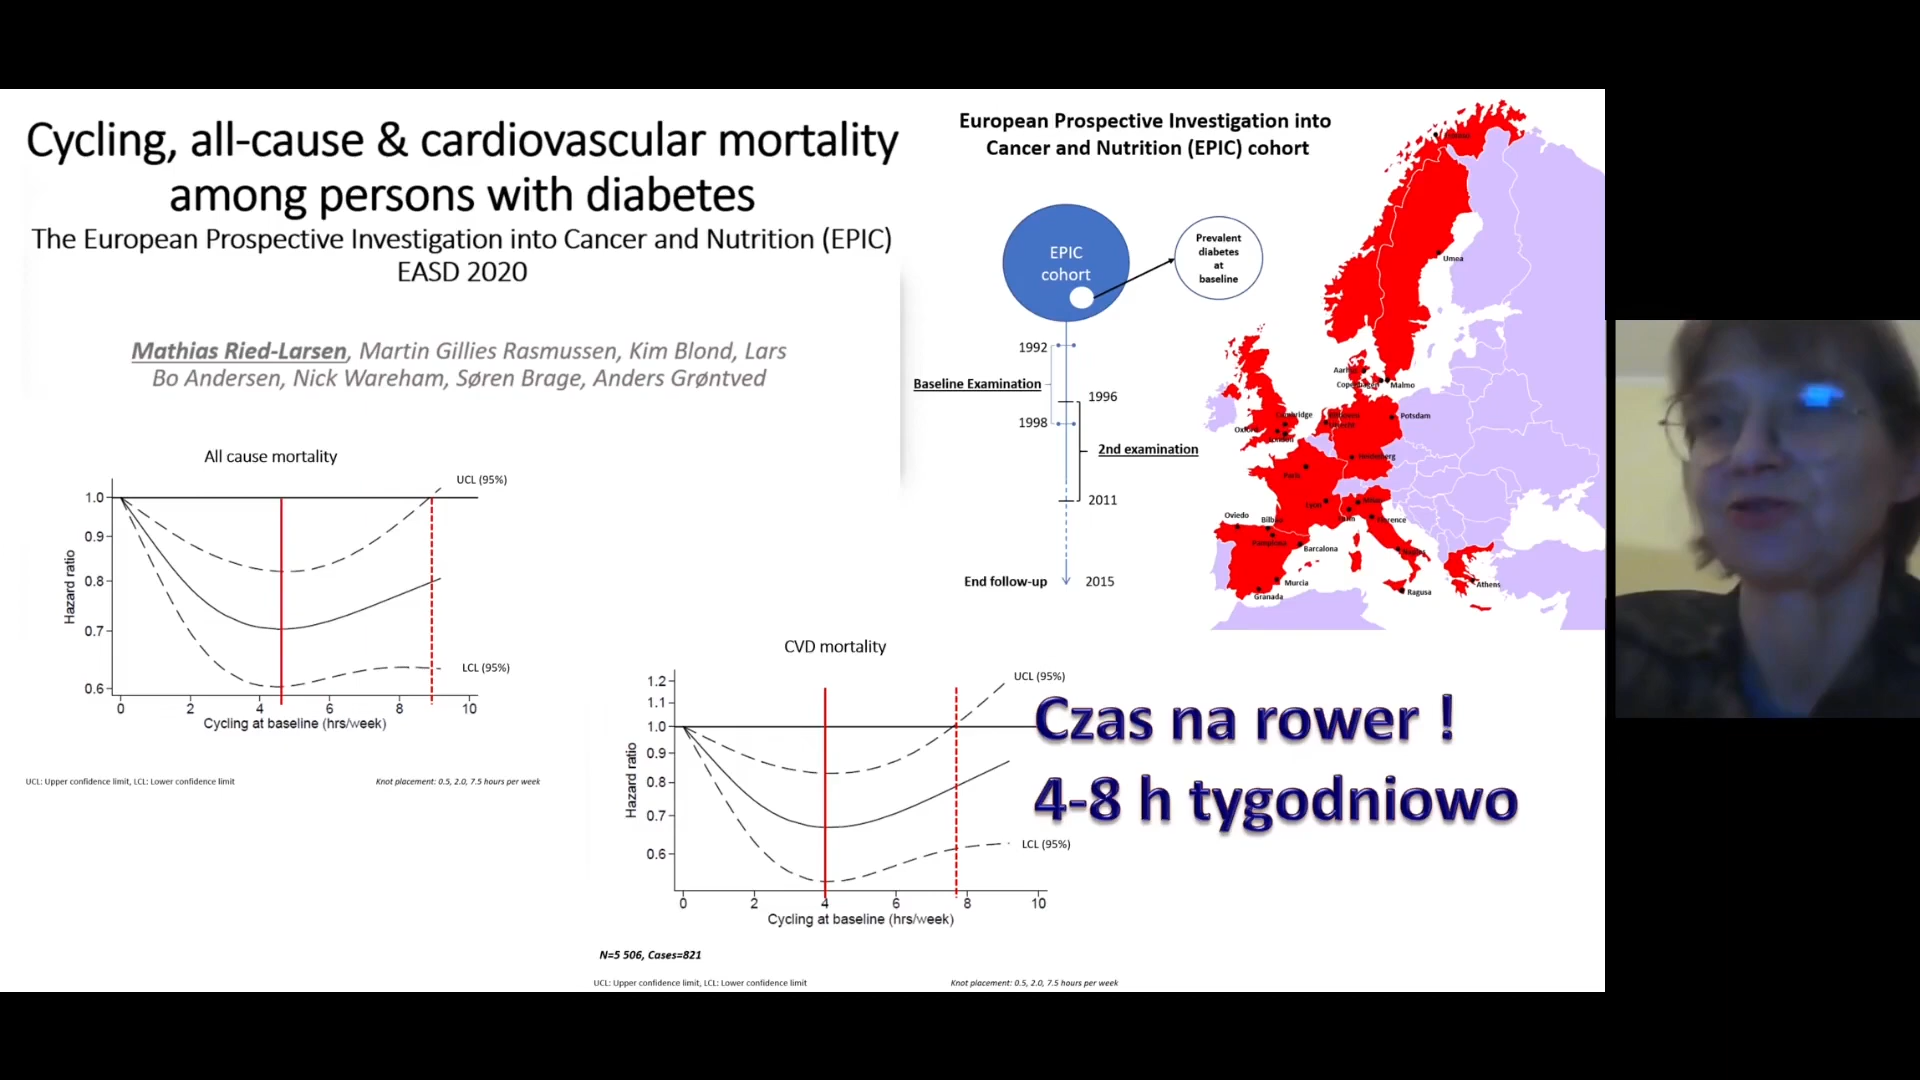 Cycling, all-cause & cardiovascular mortality
among persons with diabetes
The European Prospective Investigation into Cancer and Nutrition (EPIC)
EASD 2020
Mathias Ried-Larsen, Martin Gillies Rasmussen, Kim Blond, Lars
Bo Andersen, Nick Wareham, Søren Brage, Anders Grøntved
All cause mortality
UCL (95%)
1.0
0.9
0.8
0.7
0.6
Hazard ratio
LCL (95%)
0 2 4 6 8 10
Cycling at baseline (hrs/week)
UCL: Upper confidence limit, LCL: Lower confidence limit
Knot placement: 0.5, 2.0, 7.5 hours per week
European Prospective Investigation into
Cancer and Nutrition (EPIC) cohort
EPIC
cohort
Prevalent
diabetes
at
baseline
1992
Baseline Examination
1996
1998
2nd examination
2011
End follow-up
2015
Umea
Aarhus
Copenhagen
Malmo
Cambridge
Oxford
London
Potsdam
Heidelberg
Paris
Lyon
Florence
Naples
Oviedo
Bilbao
Pamplona
Barcalona
Murcia
Granada
Ragusa
Athens
CVD mortality
UCL (95%)
1.2
1.1
1.0
0.9
0.8
0.7
0.6
Hazard ratio
LCL (95%)
0 2 4 6 8 10
Cycling at baseline (hrs/week)
N=5 506, Cases=821
UCL: Upper confidence limit, LCL: Lower confidence limit
Knot placement: 0.5, 2.0, 7.5 hours per week
Czas na rower !
4-8 h tygodniowo